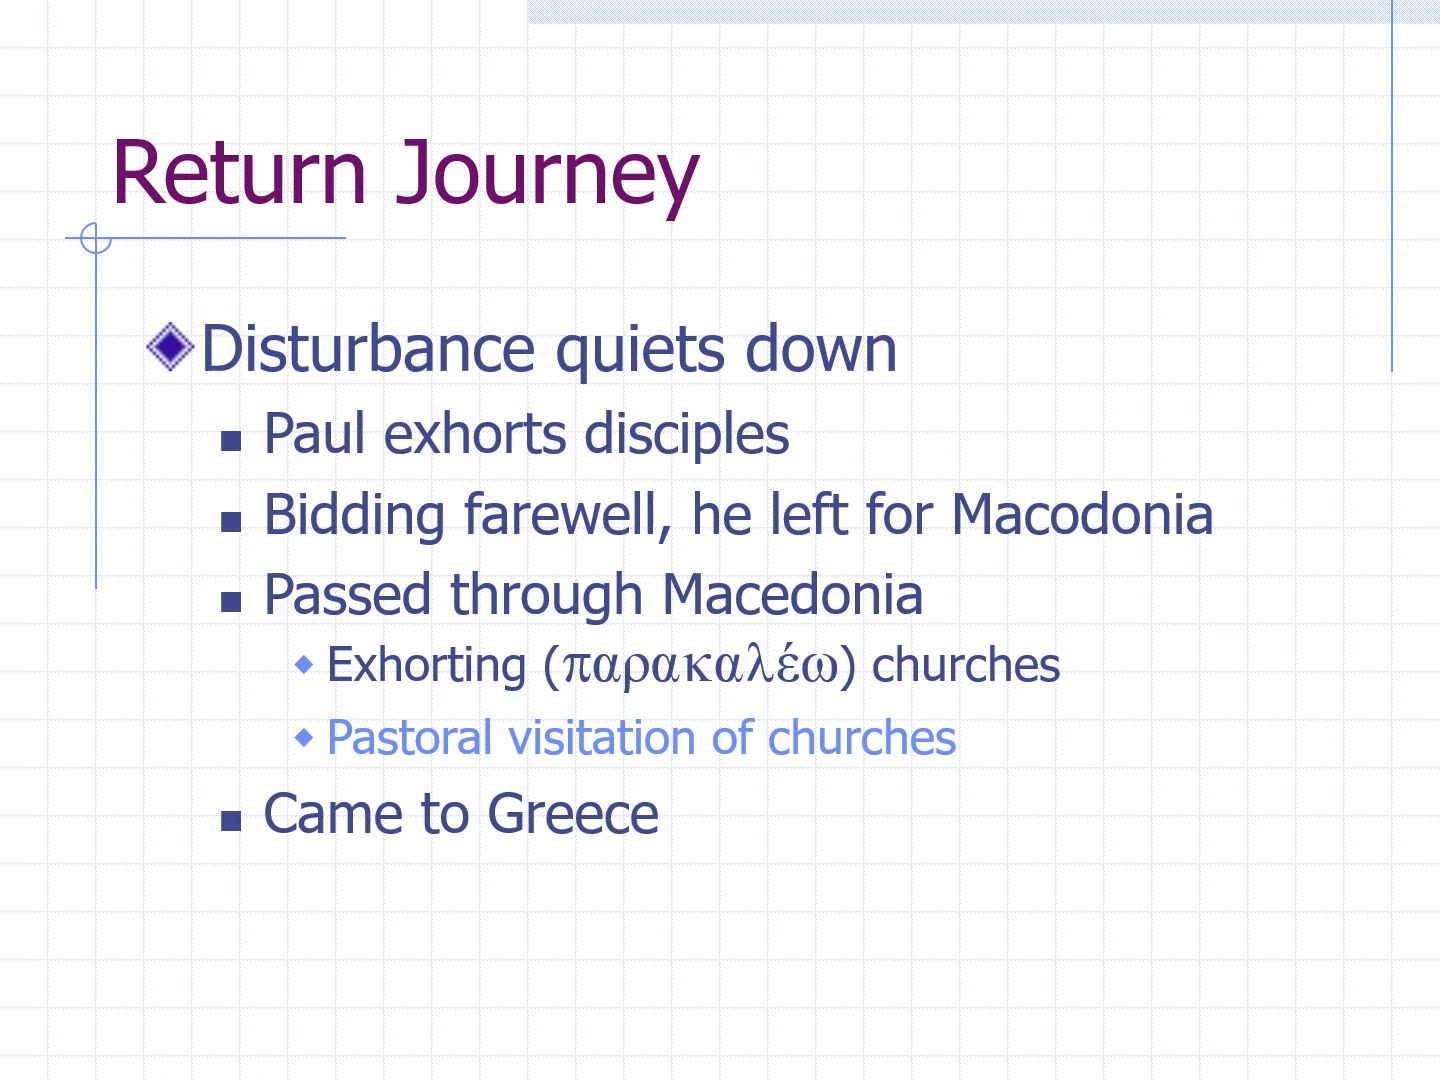 Return Journey
Disturbance quiets down
Paul exhorts disciples
Bidding farewell, he left for Macodonia
Passed through Macedonia
Exhorting (παρακαλέω) churches
Pastoral visitation of churches
Came to Greece